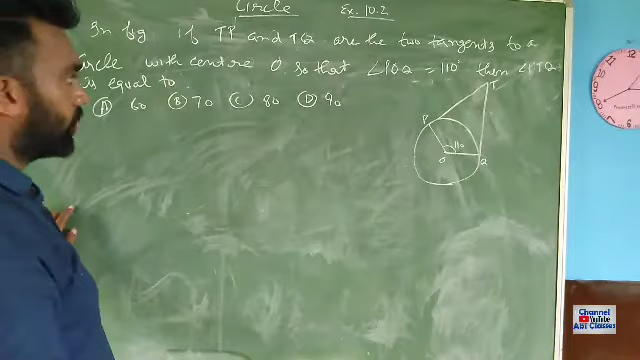 Circle Ex. 10.2
In fig if TP and TQ are the two tangents to a
circle with centre O. so that ∠POQ = 110° then ∠PTQ
is equal to.
(A) 60 (B) 70 (C) 80 (D) 90
T
P
110
O
Q
Channel
YouTube
Abi Classes